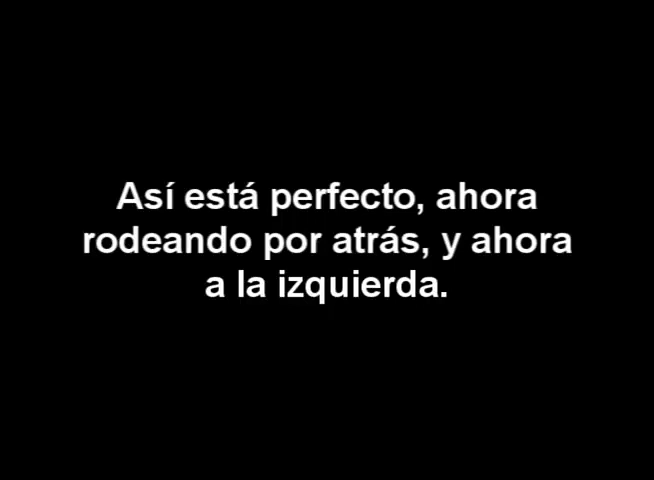 Así está perfecto, ahora
rodeando por atrás, y ahora
a la izquierda.